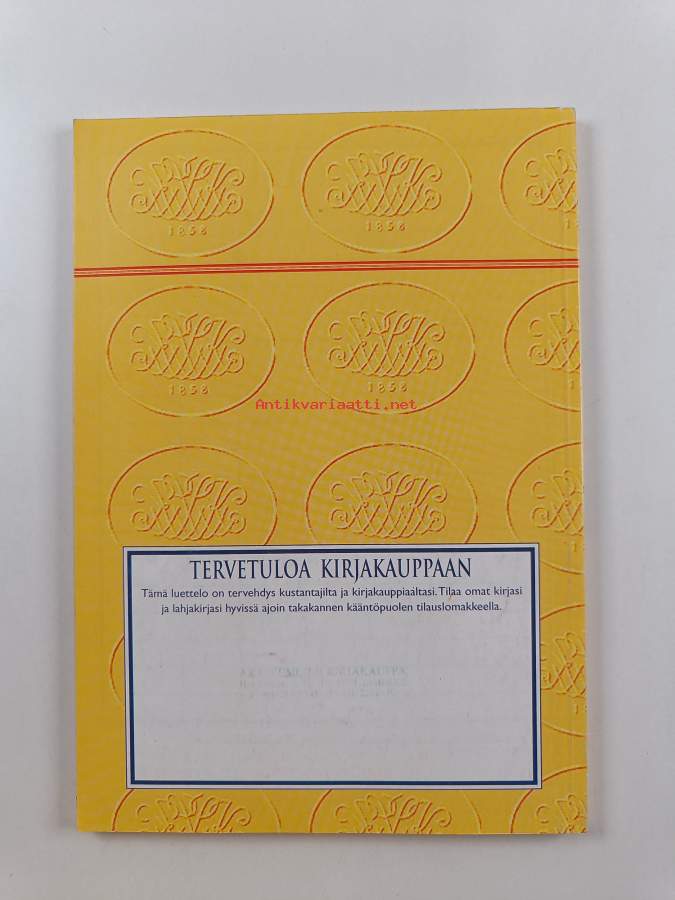 1858
1858
1858
1858
Antikvariaatti.net
TERVETULOA KIRJAKAUPPAAN
Tämä luettelo on tervehdys kustantajilta ja kirjakauppiaaltasi. Tilaa omat kirjasi
ja lahjakirjasi hyvissä ajoin takakannen kääntöpuolen tilauslomakkeella.